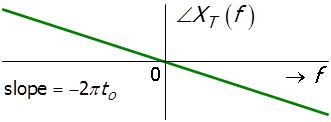 ∠X_T(f)
0
→ f
slope = −2πt_o